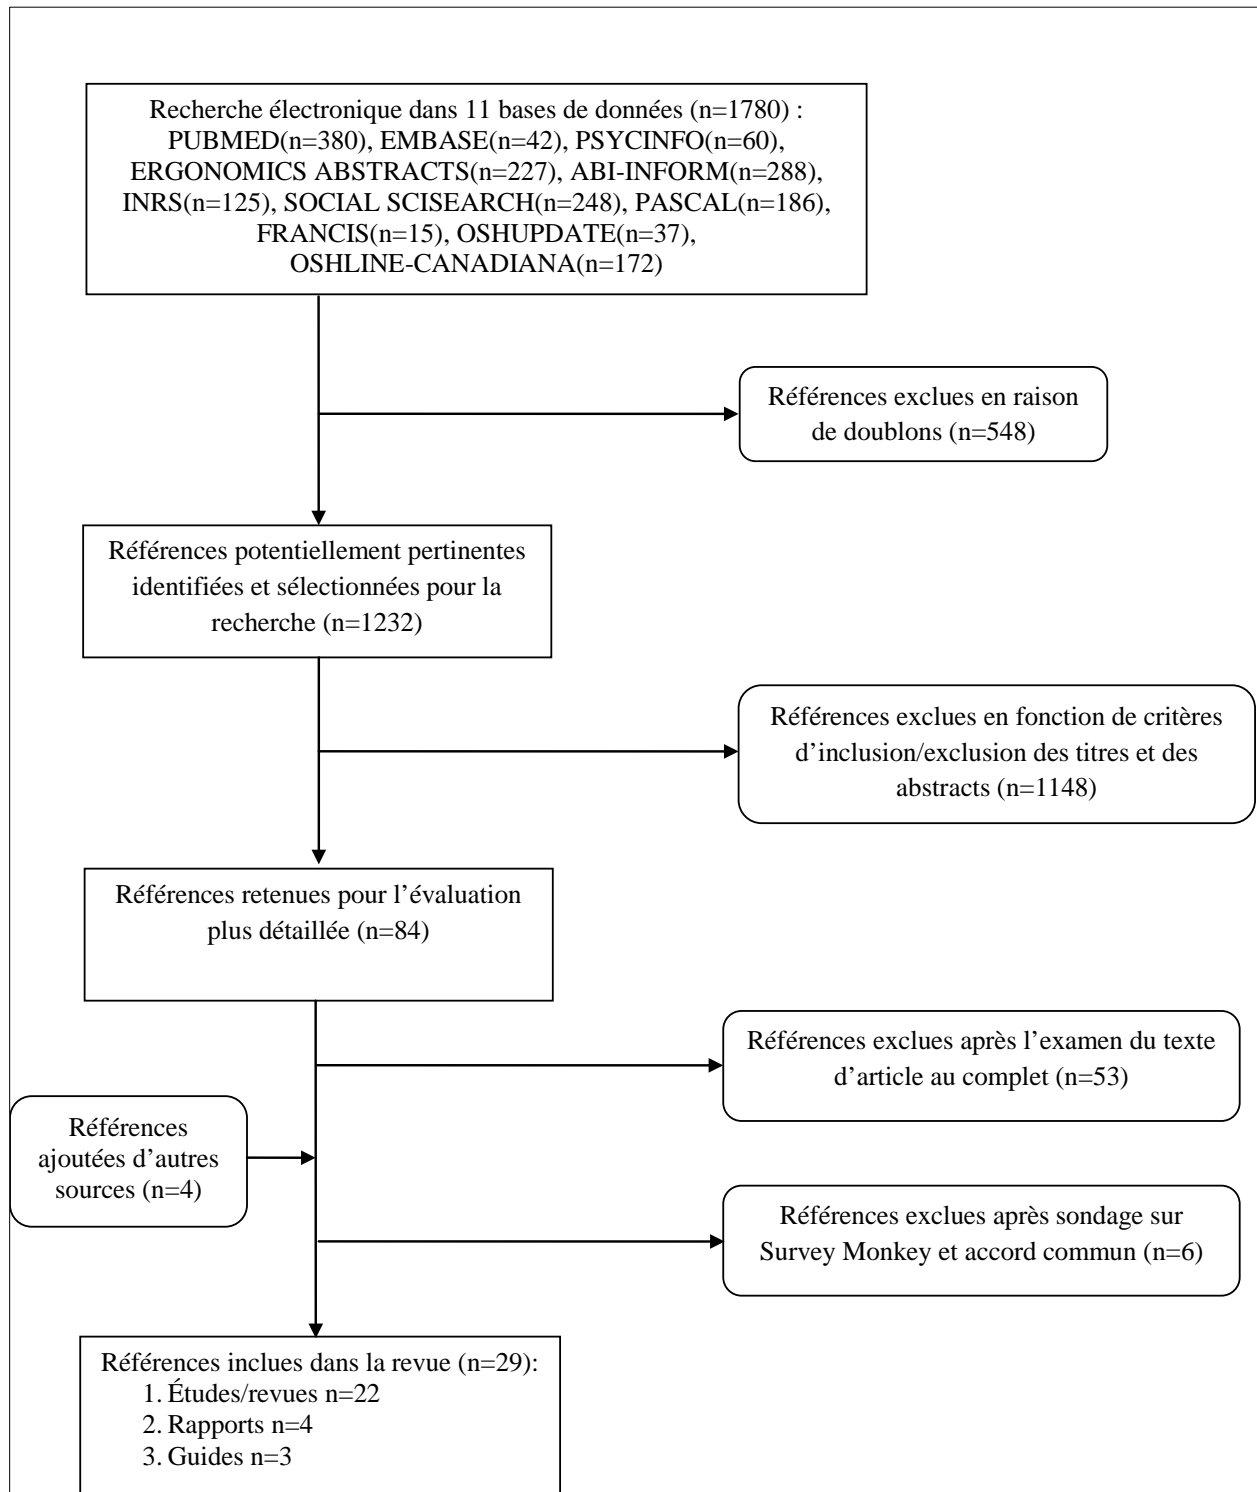 Recherche électronique dans 11 bases de données (n=1780) :
PUBMED(n=380), EMBASE(n=42), PSYCINFO(n=60),
ERGONOMICS ABSTRACTS(n=227), ABI-INFORM(n=288),
INRS(n=125), SOCIAL SCISEARCH(n=248), PASCAL(n=186),
FRANCIS(n=15), OSHUPDATE(n=37),
OSHLINE-CANADIANA(n=172)
Références exclues en raison
de doublons (n=548)
Références potentiellement pertinentes
identifiées et sélectionnées pour la
recherche (n=1232)
Références exclues en fonction de critères
d’inclusion/exclusion des titres et des
abstracts (n=1148)
Références retenues pour l’évaluation
plus détaillée (n=84)
Références exclues après l’examen du texte
d’article au complet (n=53)
Références
ajoutées d’autres
sources (n=4)
Références exclues après sondage sur
Survey Monkey et accord commun (n=6)
Références inclues dans la revue (n=29):
1. Études/revues n=22
2. Rapports n=4
3. Guides n=3